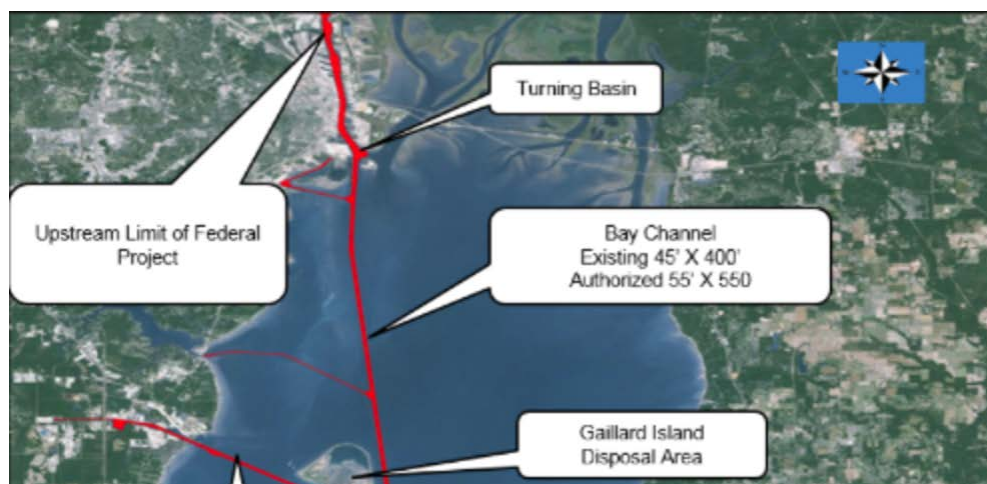 Turning Basin
Upstream Limit of Federal
Project
Bay Channel
Existing 45' X 400'
Authorized 55' X 550
Gaillard Island
Disposal Area